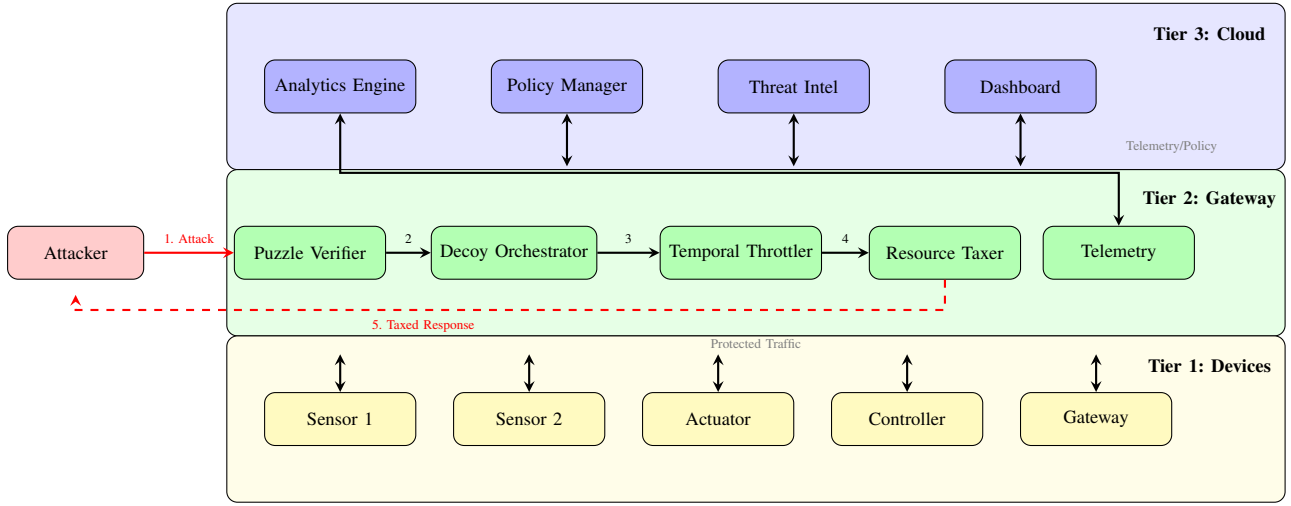 Tier 3: Cloud
Analytics Engine
Policy Manager
Threat Intel
Dashboard
Telemetry/Policy
Tier 2: Gateway
Attacker
1. Attack
Puzzle Verifier
2
Decoy Orchestrator
3
Temporal Throttler
4
Resource Taxer
Telemetry
5. Taxed Response
Protected Traffic
Tier 1: Devices
Sensor 1
Sensor 2
Actuator
Controller
Gateway